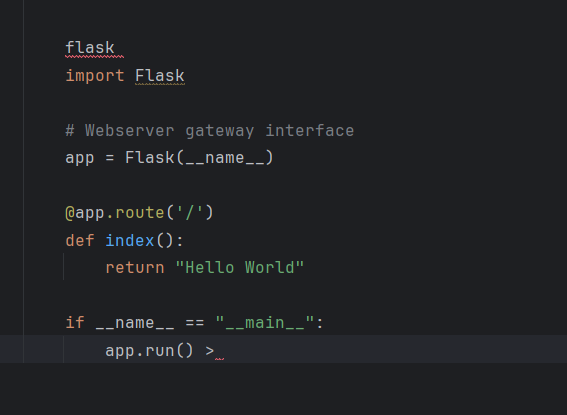 flask
import Flask
# Webserver gateway interface
app = Flask(__name__)
@app.route('/')
def index():
    return "Hello World"
if __name__ == "__main__":
    app.run() >